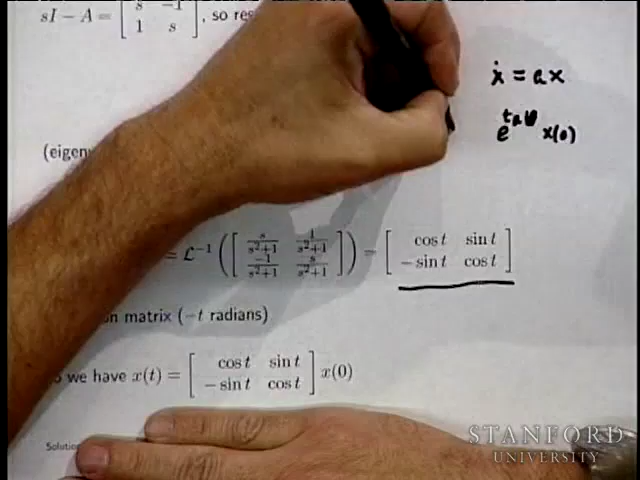 sI − A = [ s −1 ; 1 s ], so res
ẋ = ax
e^{ta} x(0)
(eigen
= ℒ⁻¹ ( [ s/(s²+1) 1/(s²+1) ; −1/(s²+1) s/(s²+1) ] ) = [ cos t sin t ; −sin t cos t ]
matrix (−t radians)
we have x(t) = [ cos t sin t ; −sin t cos t ] x(0)
Solution
STANFORD
UNIVERSITY